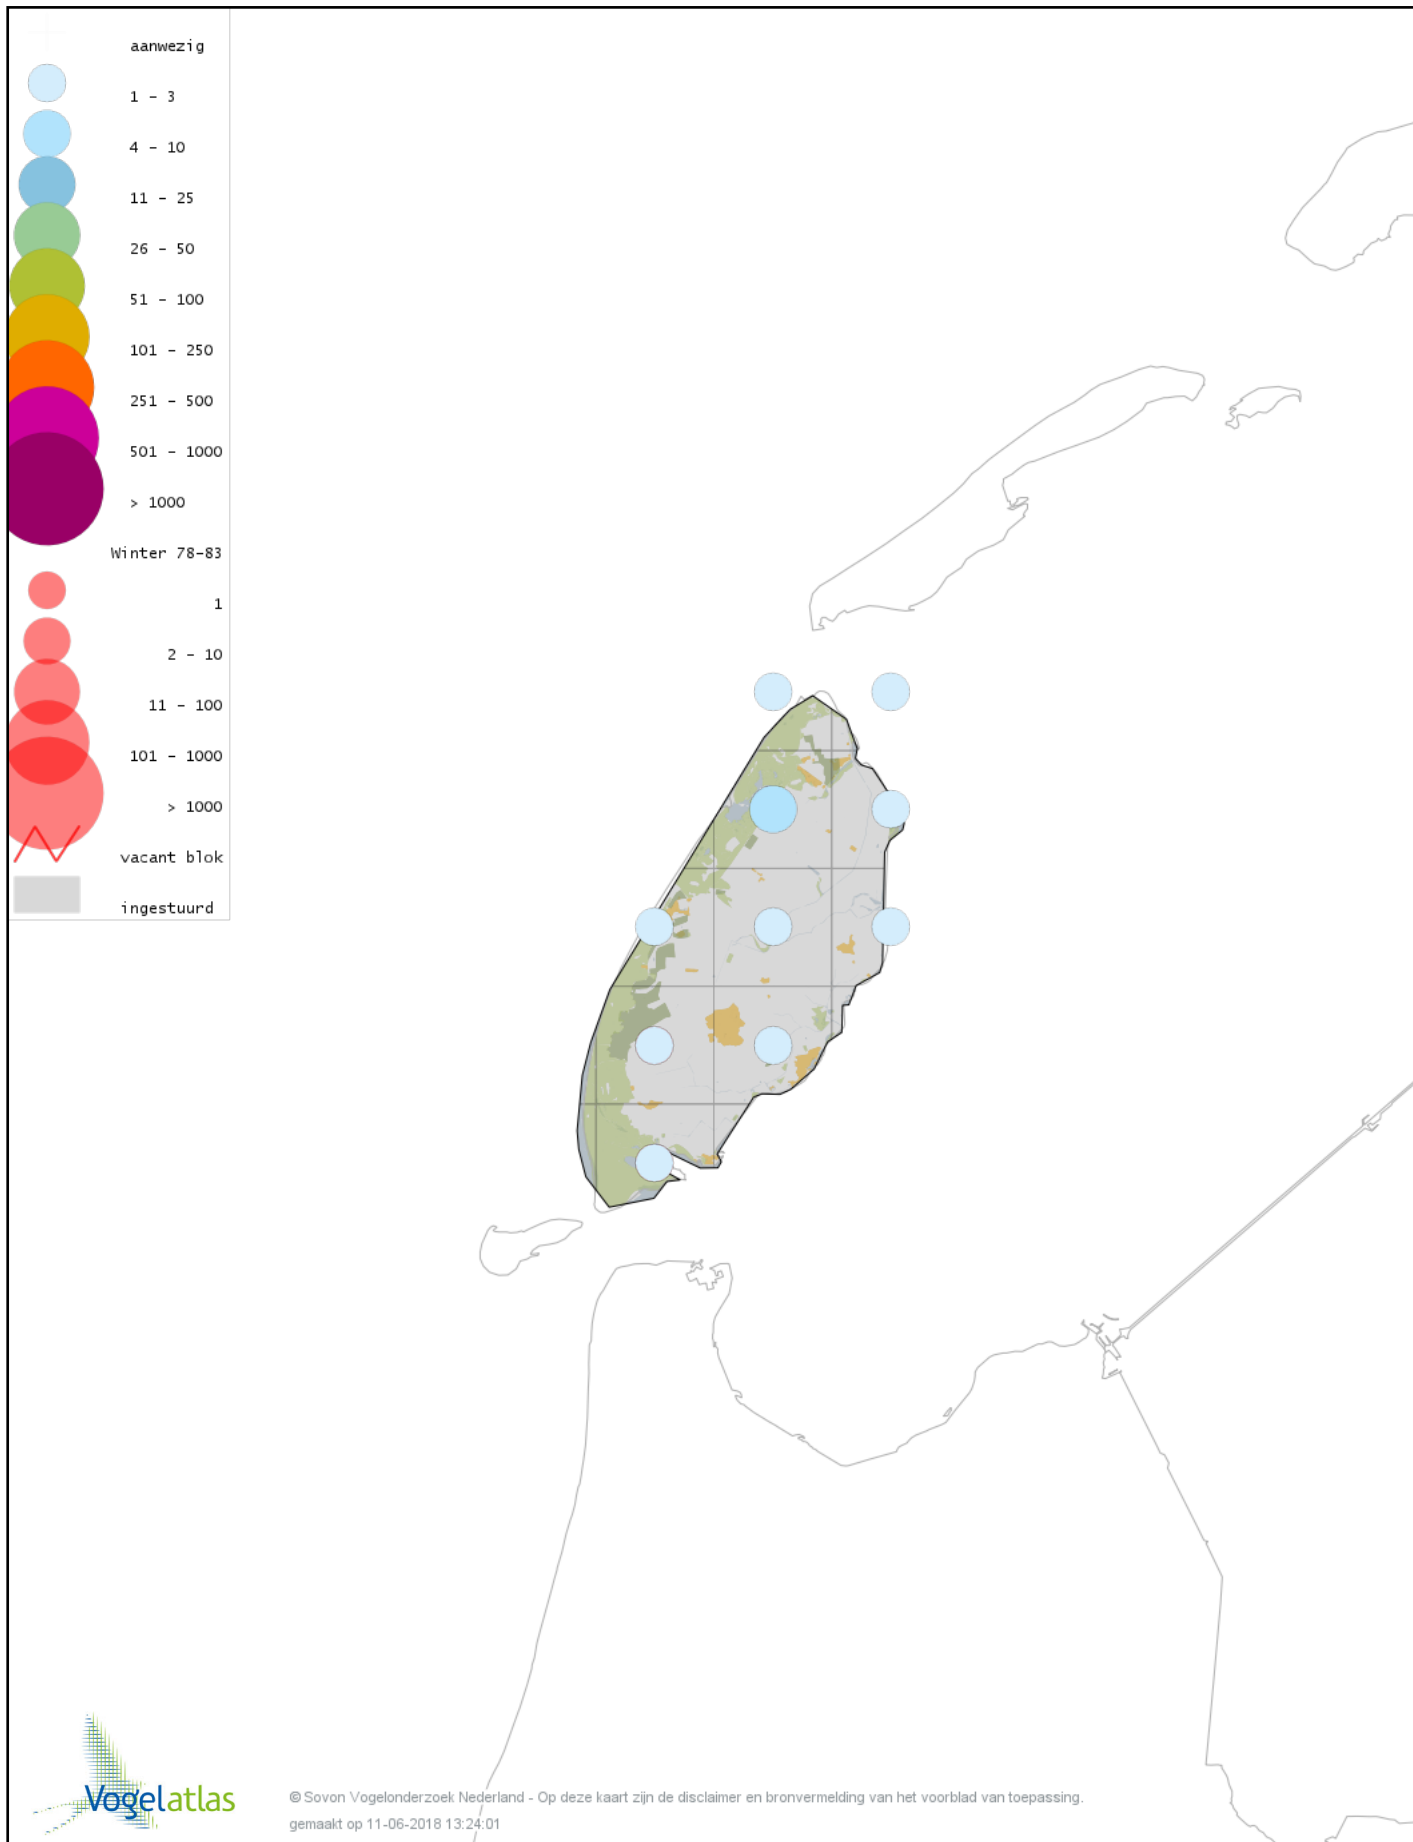 aanwezig
1 - 3
4 - 10
11 - 25
26 - 50
51 - 100
101 - 250
251 - 500
501 - 1000
> 1000
Winter 78-83
1
2 - 10
11 - 100
101 - 1000
> 1000
vacant blok
ingestuurd
Vogelatlas
© Sovon Vogelonderzoek Nederland - Op deze kaart zijn de disclaimer en bronvermelding van het voorblad van toepassing.
gemaakt op 11-06-2018 13:24:01